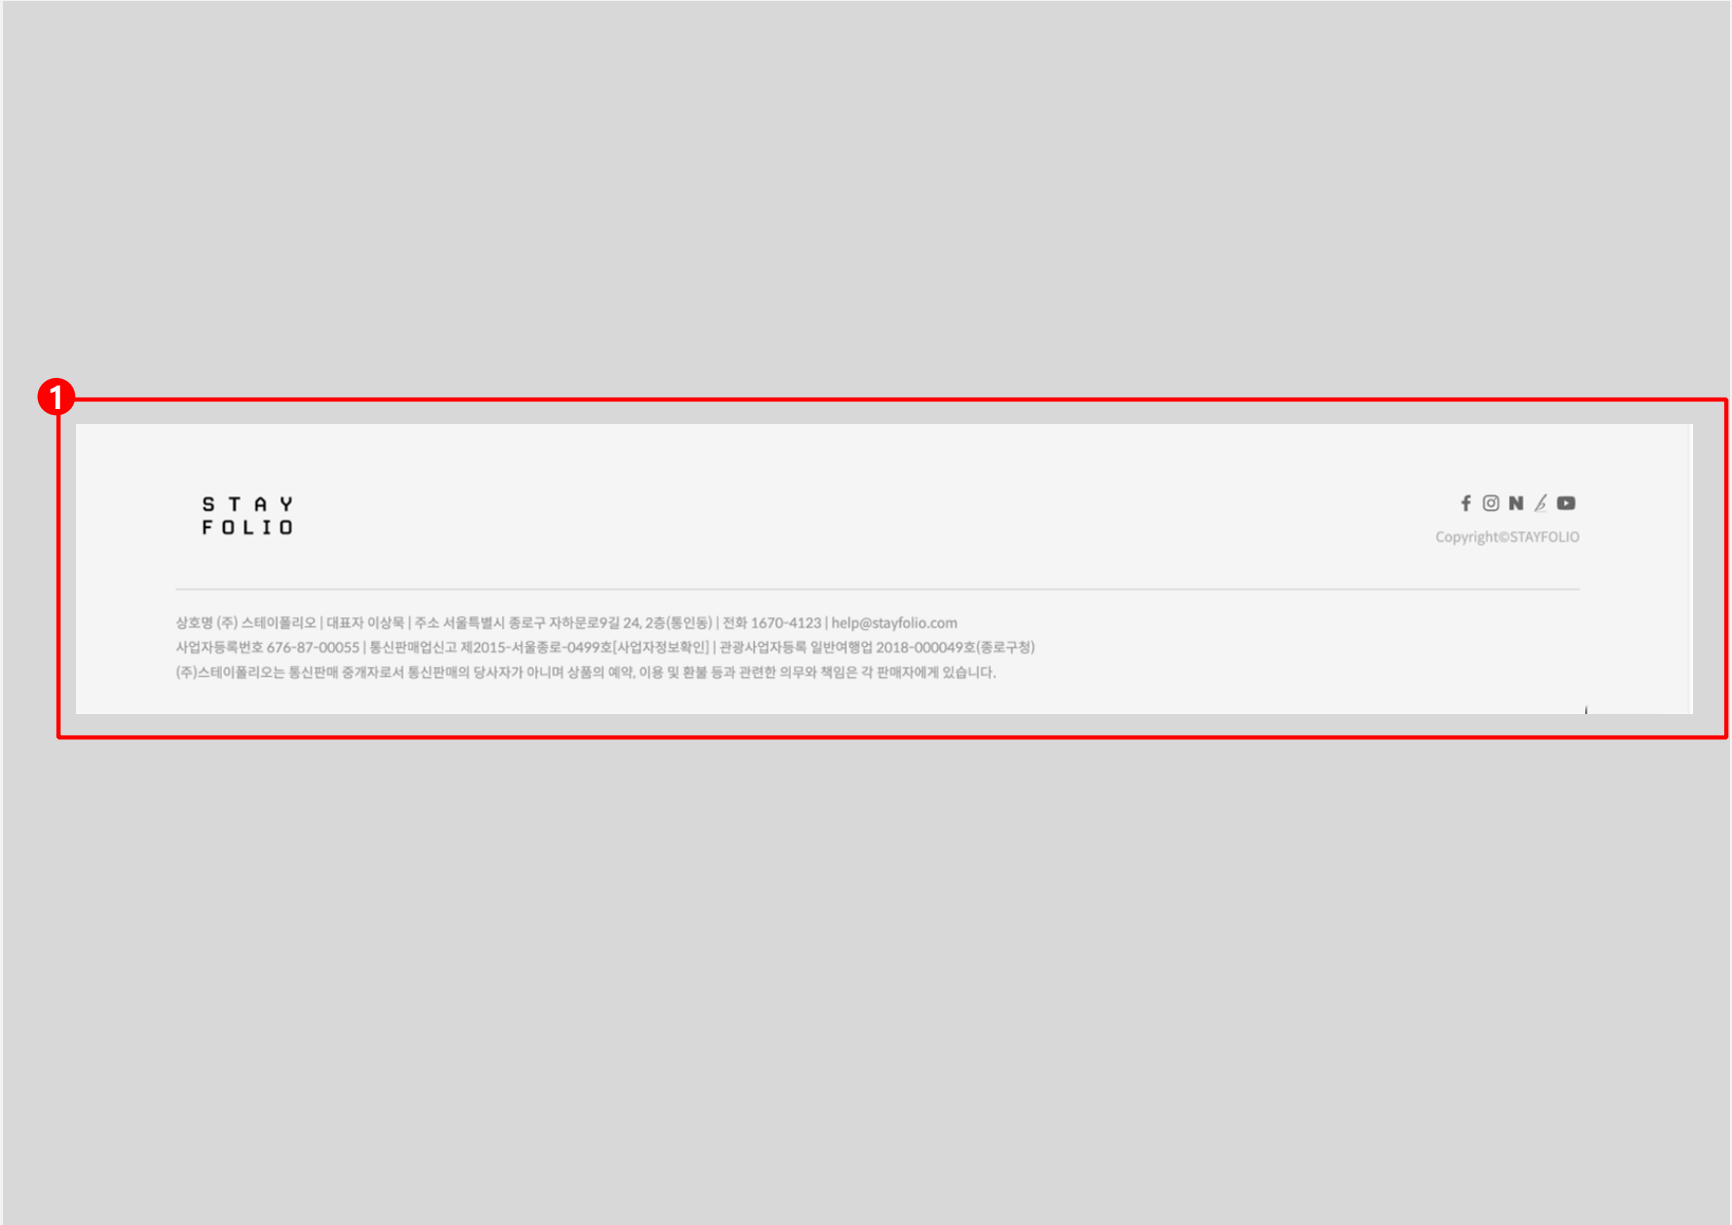 1
STAY
FOLIO
Copyright©STAYFOLIO
상호명 (주) 스테이폴리오 | 대표자 이상묵 | 주소 서울특별시 종로구 자하문로9길 24, 2층(통인동) | 전화 1670-4123 | help@stayfolio.com
사업자등록번호 676-87-00055 | 통신판매업신고 제2015-서울종로-0499호[사업자정보확인] | 관광사업자등록 일반여행업 2018-000049호(종로구청)
(주)스테이폴리오는 통신판매 중개자로서 통신판매의 당사자가 아니며 상품의 예약, 이용 및 환불 등과 관련한 의무와 책임은 각 판매자에게 있습니다.